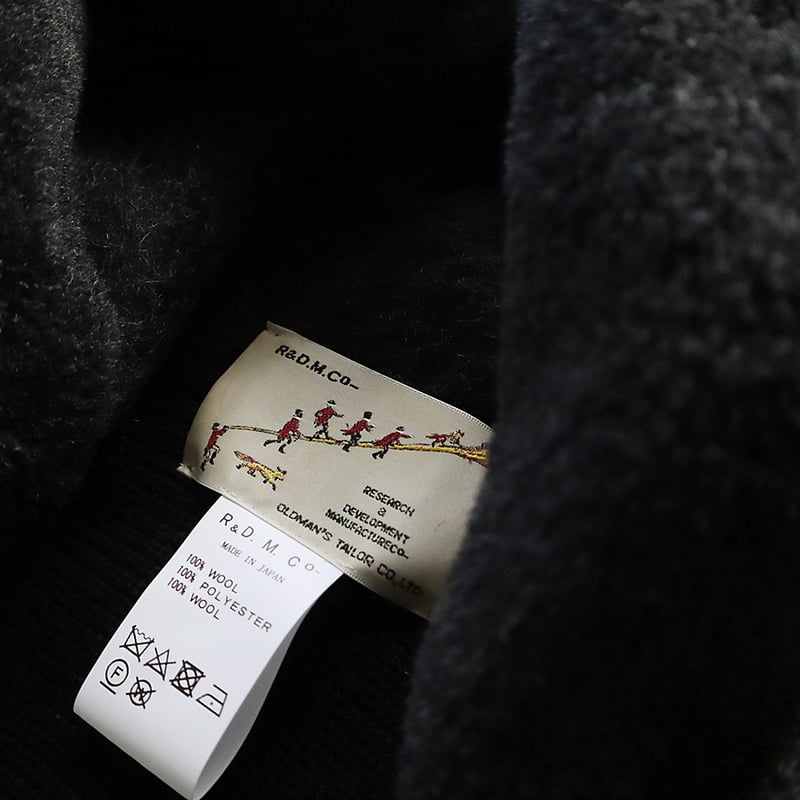 R&D.M.Co-
RESEARCH
&
DEVELOPMENT
MANUFACTURECO-
OLDMAN'S TAILOR CO.,LTD
R&D. M. Co-
MADE IN JAPAN
100% WOOL
100% POLYESTER
100% WOOL
F
W